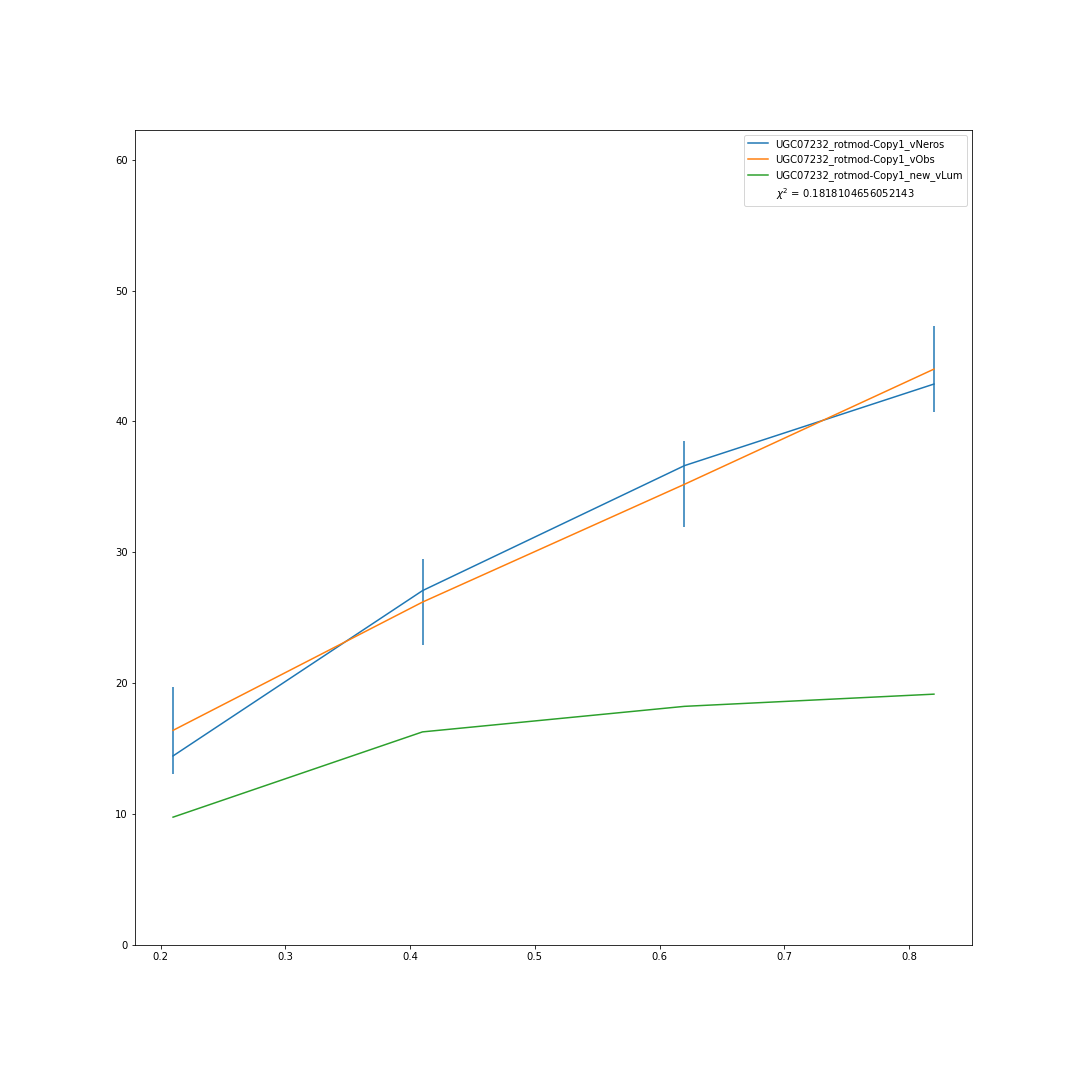 UGC07232_rotmod-Copy1_vNeros
UGC07232_rotmod-Copy1_vObs
UGC07232_rotmod-Copy1_new_vLum
χ² = 0.1818104656052143
60
50
40
30
20
10
0
0.2 0.3 0.4 0.5 0.6 0.7 0.8